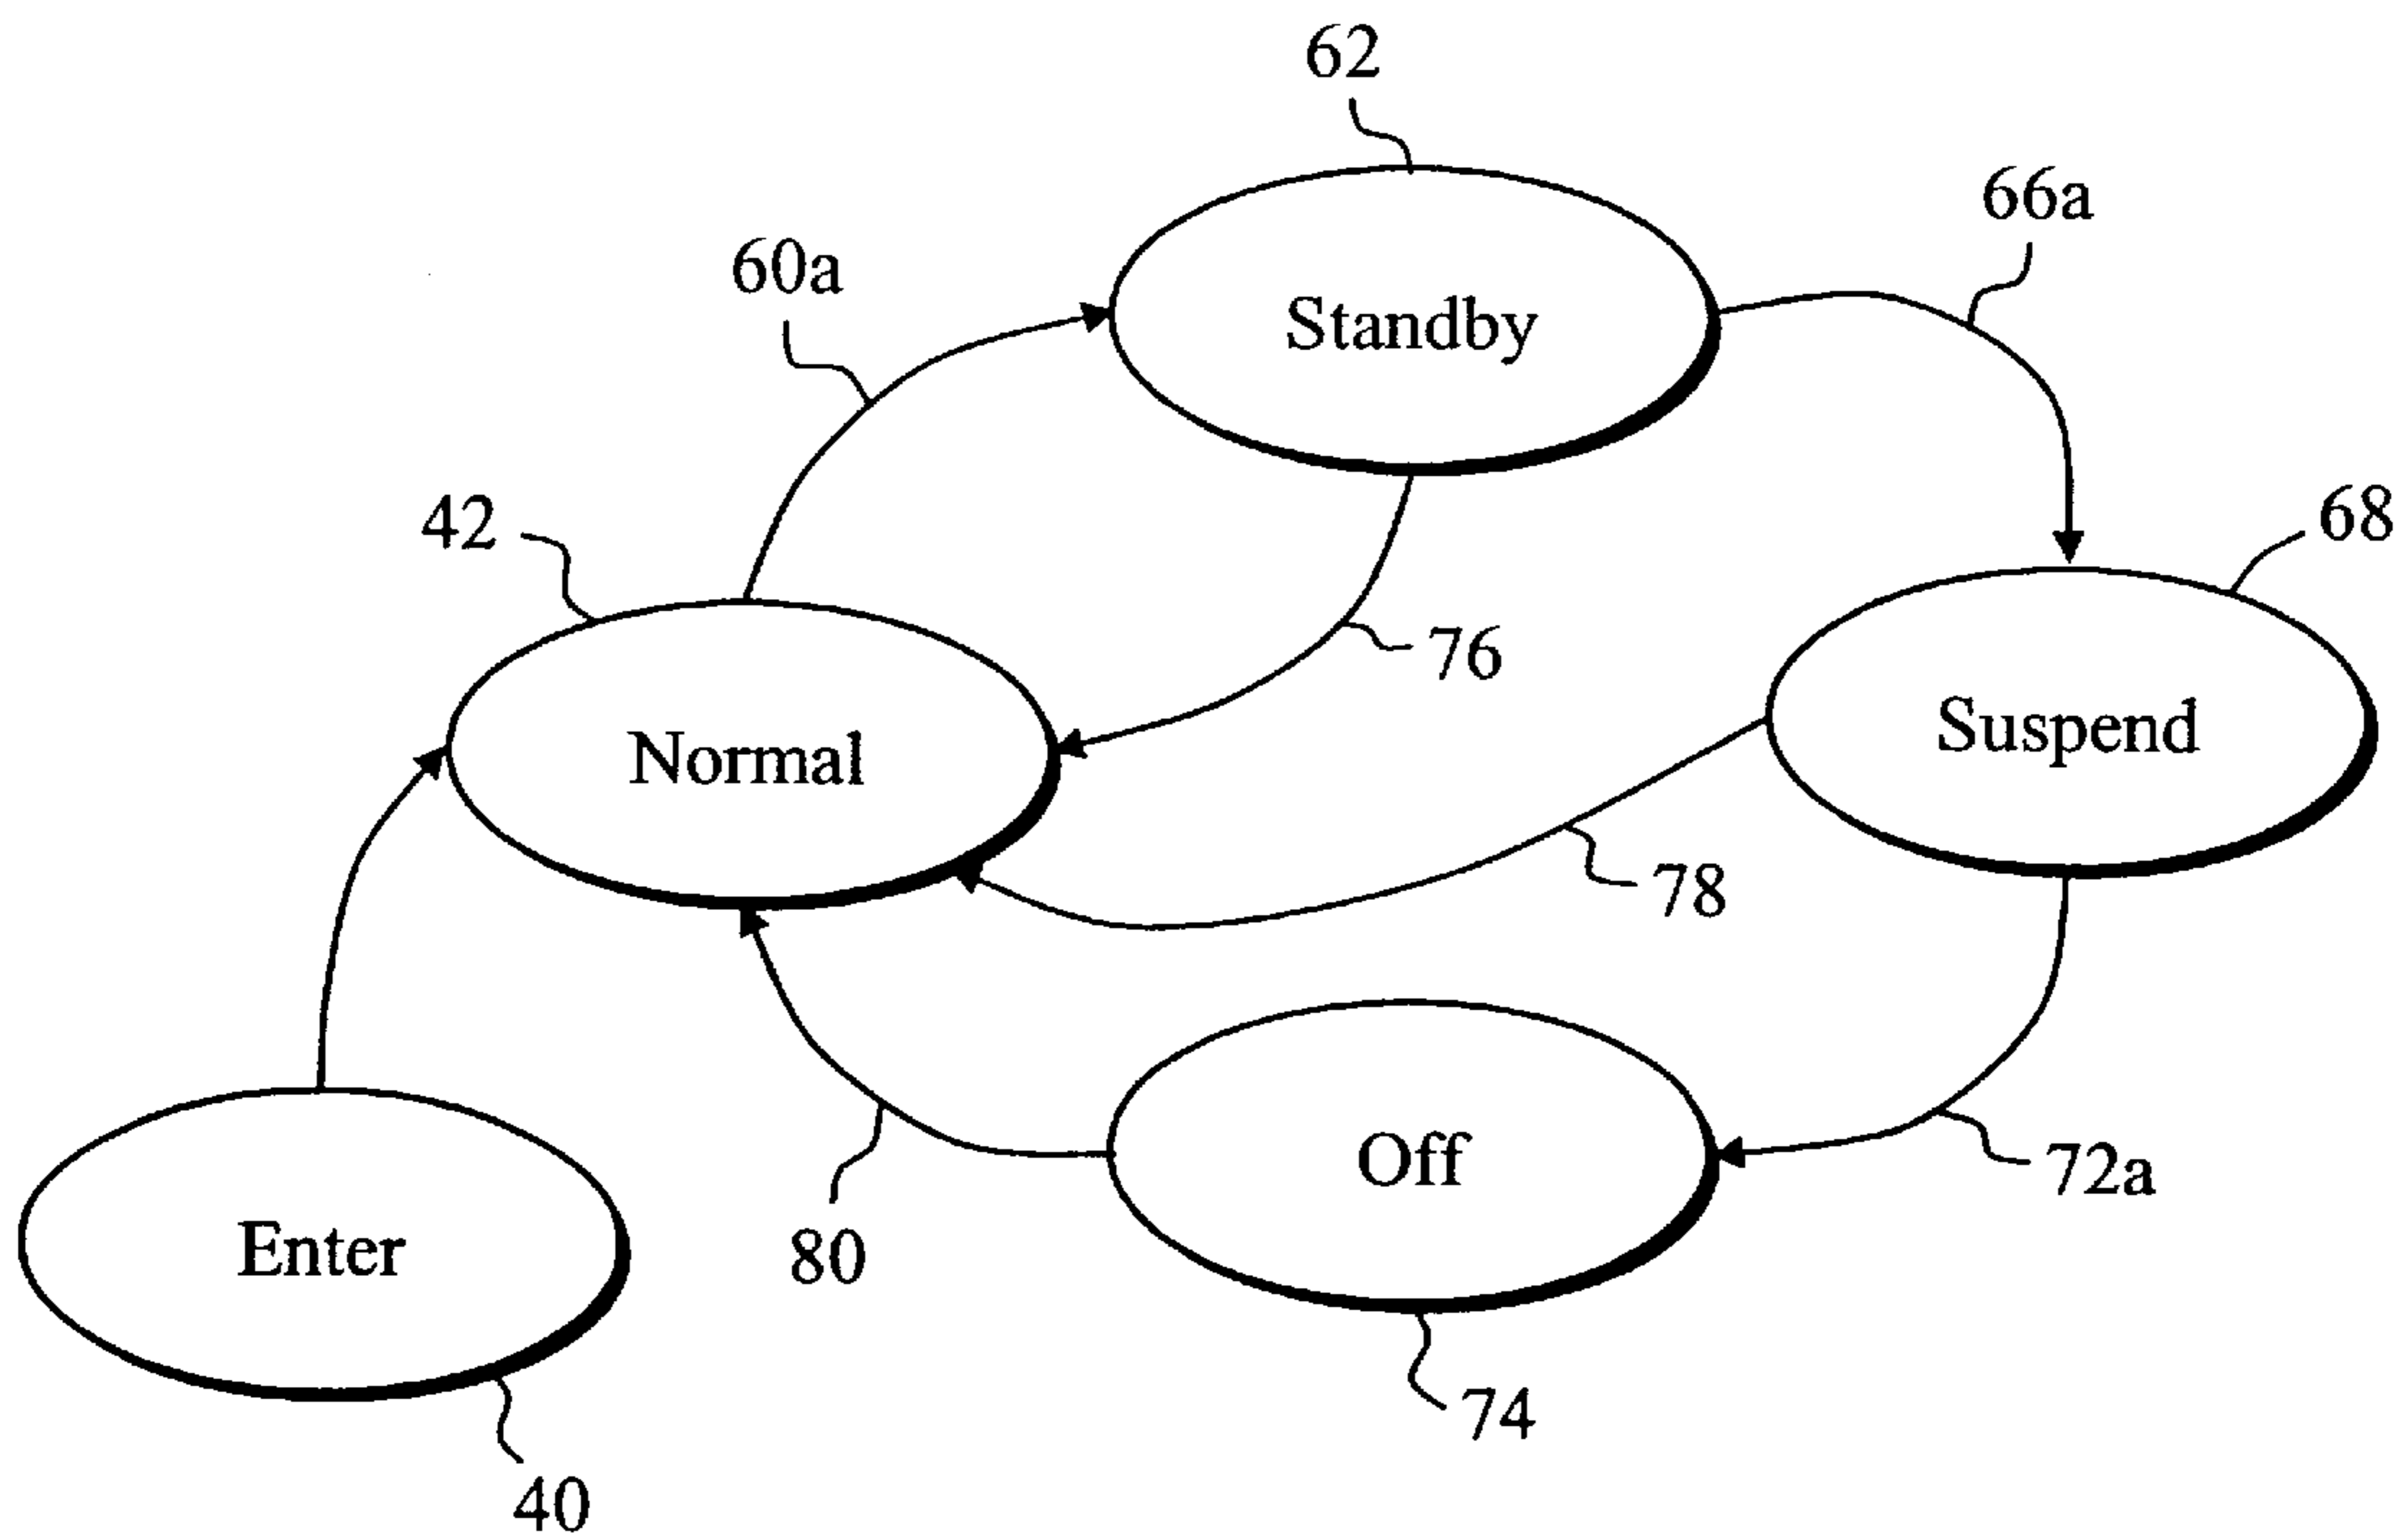 62
66a
60a
Standby
42
68
76
Normal
Suspend
78
Off
72a
Enter
80
74
40